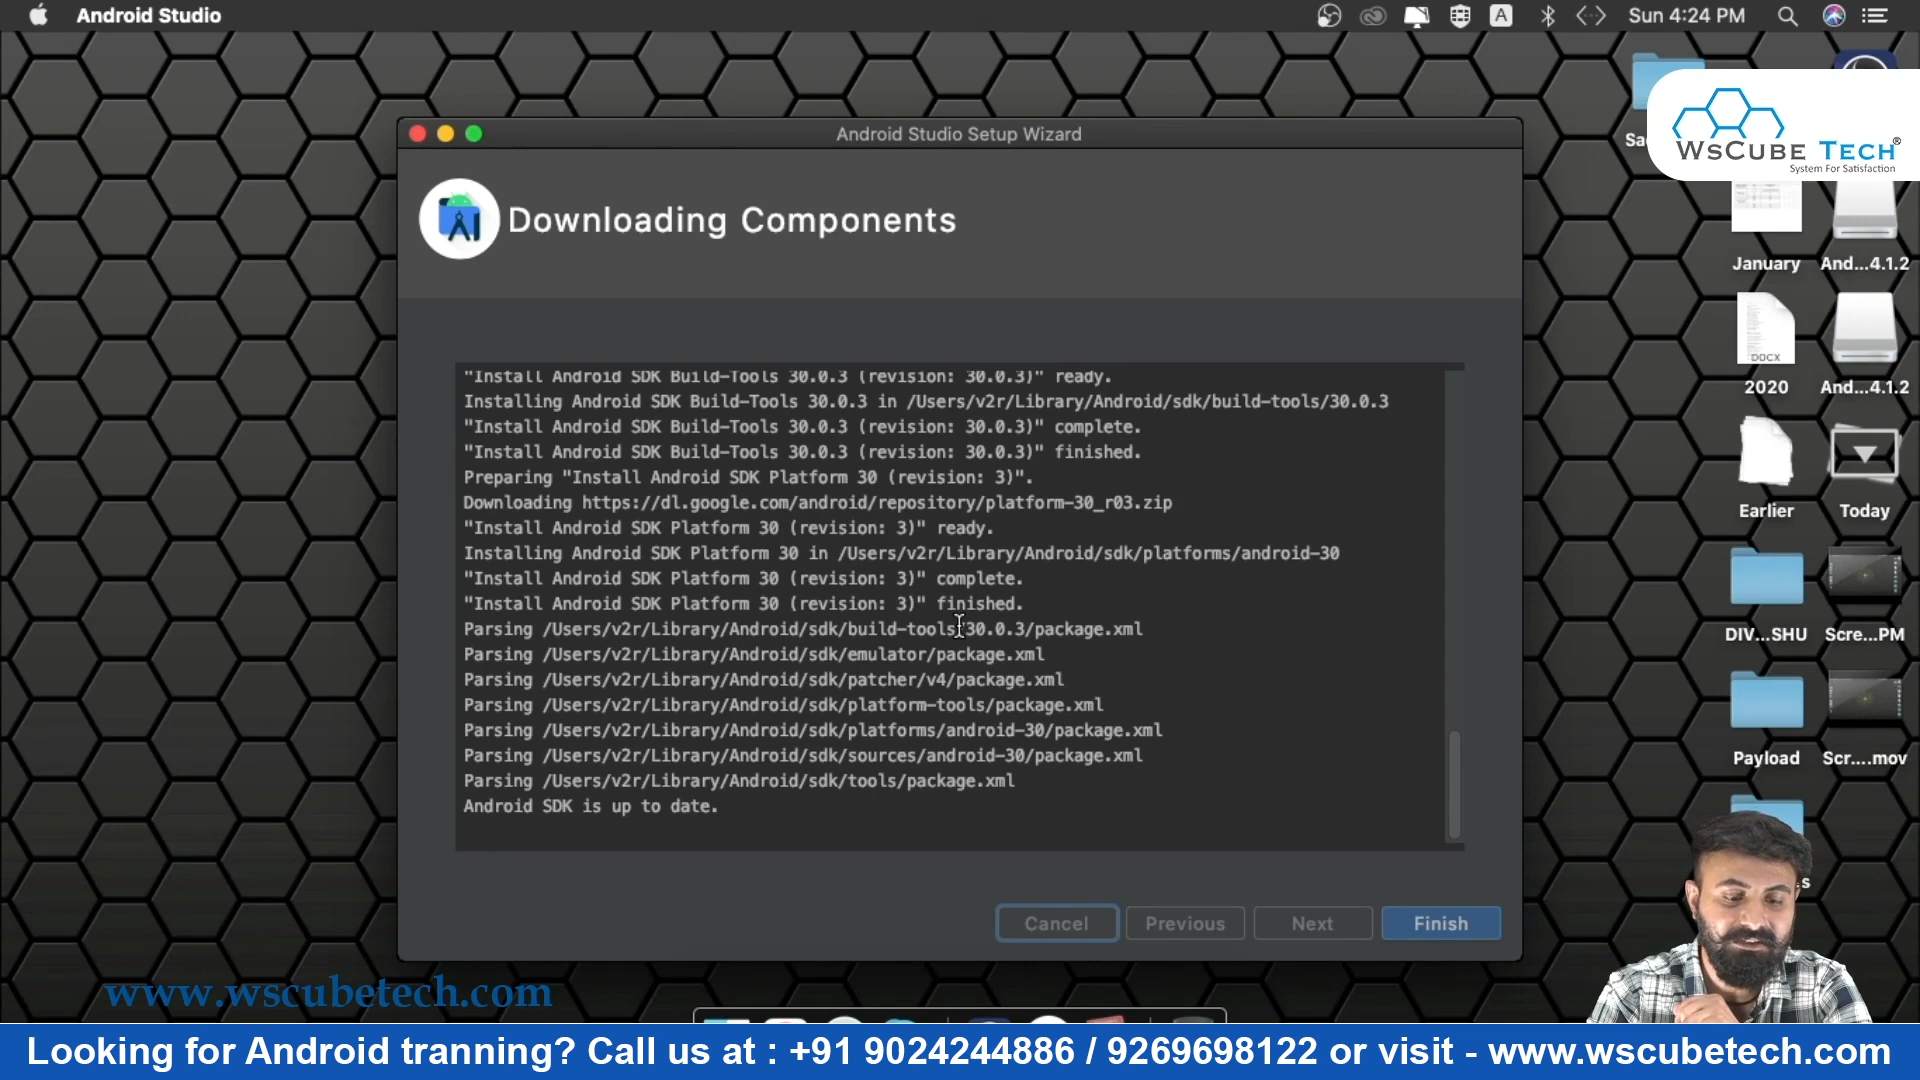 Android Studio
A
Sun 4:24 PM
Android Studio Setup Wizard
WsCube Tech®
System For Satisfaction
Downloading Components
January
And...4.1.2
DOCX
2020
And...4.1.2
Earlier
Today
DIV...SHU
Scre...PM
Payload
Scr....mov
"Install Android SDK Build-Tools 30.0.3 (revision: 30.0.3)" ready.
Installing Android SDK Build-Tools 30.0.3 in /Users/v2r/Library/Android/sdk/build-tools/30.0.3
"Install Android SDK Build-Tools 30.0.3 (revision: 30.0.3)" complete.
"Install Android SDK Build-Tools 30.0.3 (revision: 30.0.3)" finished.
Preparing "Install Android SDK Platform 30 (revision: 3)".
Downloading https://dl.google.com/android/repository/platform-30_r03.zip
"Install Android SDK Platform 30 (revision: 3)" ready.
Installing Android SDK Platform 30 in /Users/v2r/Library/Android/sdk/platforms/android-30
"Install Android SDK Platform 30 (revision: 3)" complete.
"Install Android SDK Platform 30 (revision: 3)" finished.
Parsing /Users/v2r/Library/Android/sdk/build-tools/30.0.3/package.xml
Parsing /Users/v2r/Library/Android/sdk/emulator/package.xml
Parsing /Users/v2r/Library/Android/sdk/patcher/v4/package.xml
Parsing /Users/v2r/Library/Android/sdk/platform-tools/package.xml
Parsing /Users/v2r/Library/Android/sdk/platforms/android-30/package.xml
Parsing /Users/v2r/Library/Android/sdk/sources/android-30/package.xml
Parsing /Users/v2r/Library/Android/sdk/tools/package.xml
Android SDK is up to date.
Cancel
Previous
Next
Finish
www.wscubetech.com
Looking for Android tranning? Call us at : +91 9024244886 / 9269698122 or visit - www.wscubetech.com